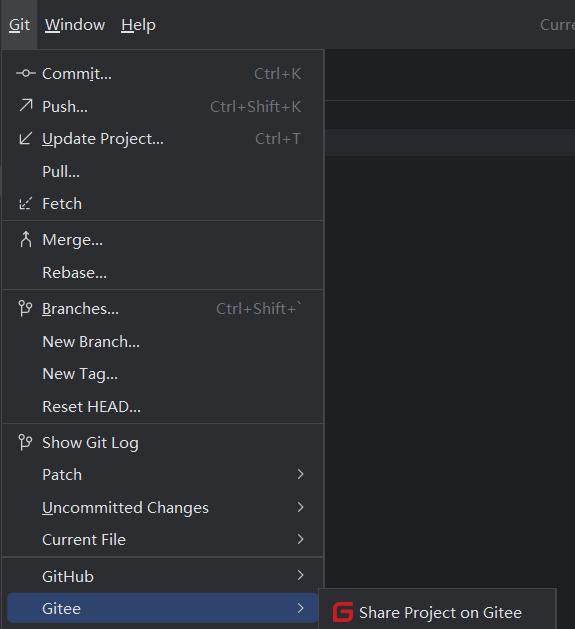 Git Window Help Curre
Commit... Ctrl+K
Push... Ctrl+Shift+K
Update Project... Ctrl+T
Pull...
Fetch
Merge...
Rebase...
Branches... Ctrl+Shift+`
New Branch...
New Tag...
Reset HEAD...
Show Git Log
Patch
Uncommitted Changes
Current File
GitHub
Gitee
Share Project on Gitee